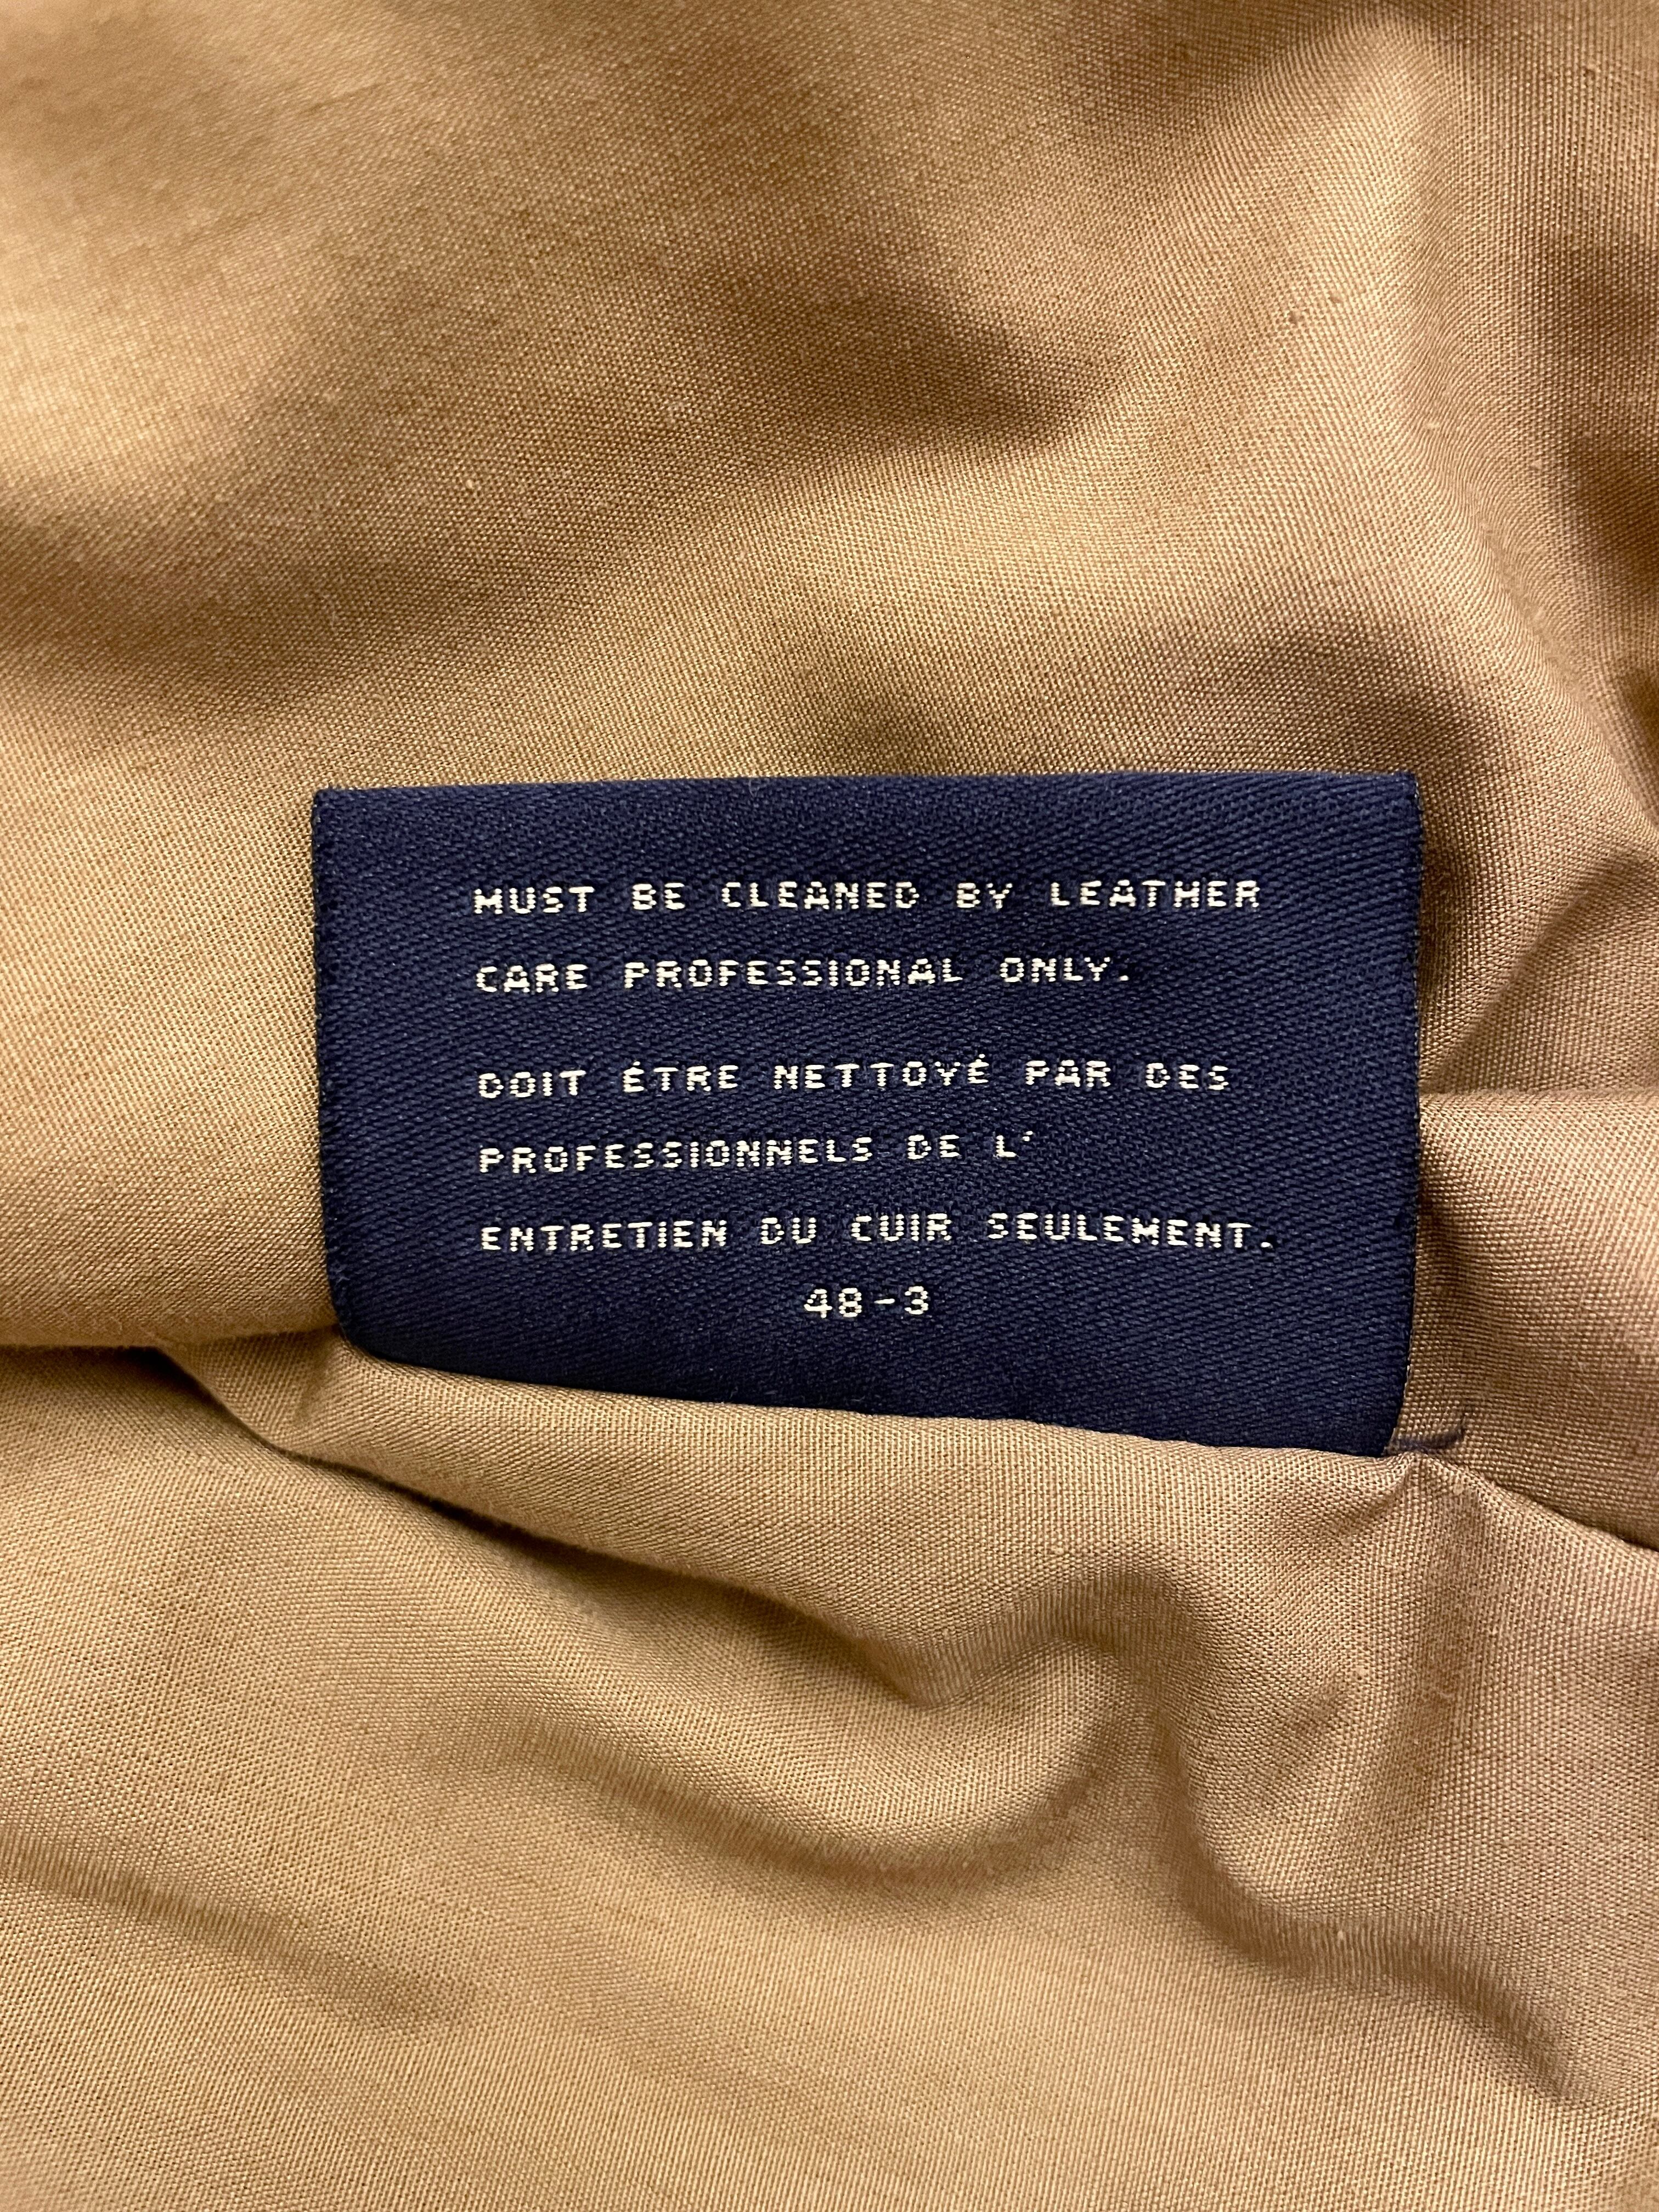 MUST BE CLEANED BY LEATHER
CARE PROFESSIONAL ONLY.
DOIT ÊTRE NETTOYÉ PAR DES
PROFESSIONNELS DE L'
ENTRETIEN DU CUIR SEULEMENT.
48-3